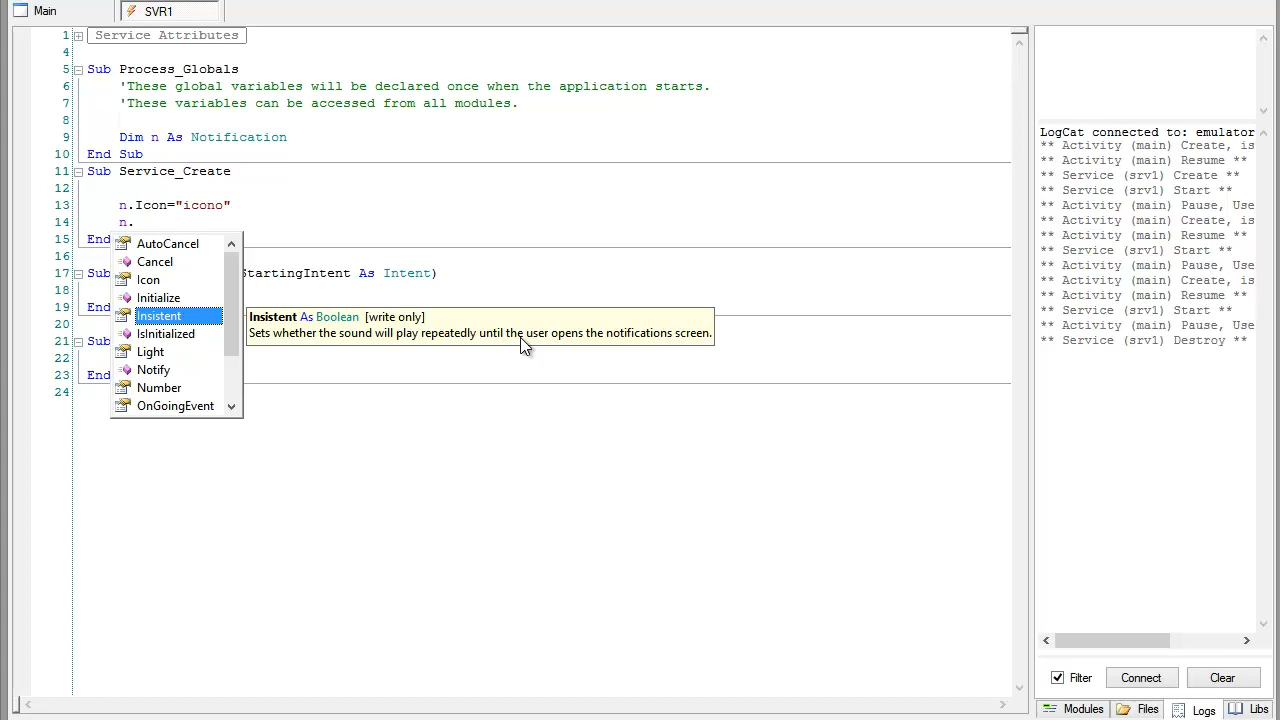 Main
SVR1
1 Service Attributes
4
5 Sub Process_Globals
6 'These global variables will be declared once when the application starts.
7 'These variables can be accessed from all modules.
8
9 Dim n As Notification
10 End Sub
11 Sub Service_Create
12
13 n.Icon="icono"
14 n.
15 End
16
17 Sub StartingIntent As Intent)
18
19 End
20
21 Sub
22
23 End
24
AutoCancel
Cancel
Icon
Initialize
Insistent
IsInitialized
Light
Notify
Number
OnGoingEvent
Insistent As Boolean [write only]
Sets whether the sound will play repeatedly until the user opens the notifications screen.
LogCat connected to: emulator
** Activity (main) Create, is
** Activity (main) Resume **
** Service (srv1) Create **
** Service (srv1) Start **
** Activity (main) Pause, Use
** Activity (main) Create, is
** Activity (main) Resume **
** Service (srv1) Start **
** Activity (main) Pause, Use
** Activity (main) Create, is
** Activity (main) Resume **
** Service (srv1) Start **
** Activity (main) Pause, Use
** Service (srv1) Destroy **
Filter
Connect
Clear
Modules
Files
Logs
Libs